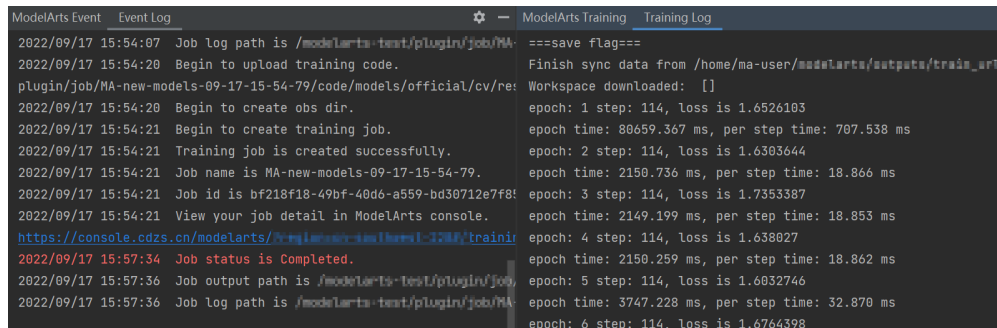 ModelArts Event Event Log
2022/09/17 15:54:07 Job log path is /
2022/09/17 15:54:20 Begin to upload training code.
plugin/job/MA-new-models-09-17-15-54-79/code/models/official/cv/res
2022/09/17 15:54:20 Begin to create obs dir.
2022/09/17 15:54:21 Begin to create training job.
2022/09/17 15:54:21 Training job is created successfully.
2022/09/17 15:54:21 Job name is MA-new-models-09-17-15-54-79.
2022/09/17 15:54:21 Job id is bf218f18-49bf-40d6-a559-bd30712e7f85
2022/09/17 15:54:21 View your job detail in ModelArts console.
https://console.cdzs.cn/modelarts/ trainin
2022/09/17 15:57:34 Job status is Completed.
2022/09/17 15:57:36 Job output path is
2022/09/17 15:57:36 Job log path is
ModelArts Training Training Log
===save flag===
Finish sync data from /home/ma-user/
Workspace downloaded: []
epoch: 1 step: 114, loss is 1.6526103
epoch time: 80659.367 ms, per step time: 707.538 ms
epoch: 2 step: 114, loss is 1.6303644
epoch time: 2150.736 ms, per step time: 18.866 ms
epoch: 3 step: 114, loss is 1.7353387
epoch time: 2149.199 ms, per step time: 18.853 ms
epoch: 4 step: 114, loss is 1.638027
epoch time: 2150.259 ms, per step time: 18.862 ms
epoch: 5 step: 114, loss is 1.6032746
epoch time: 3747.228 ms, per step time: 32.870 ms
epoch: 6 step: 114, loss is 1.6764398